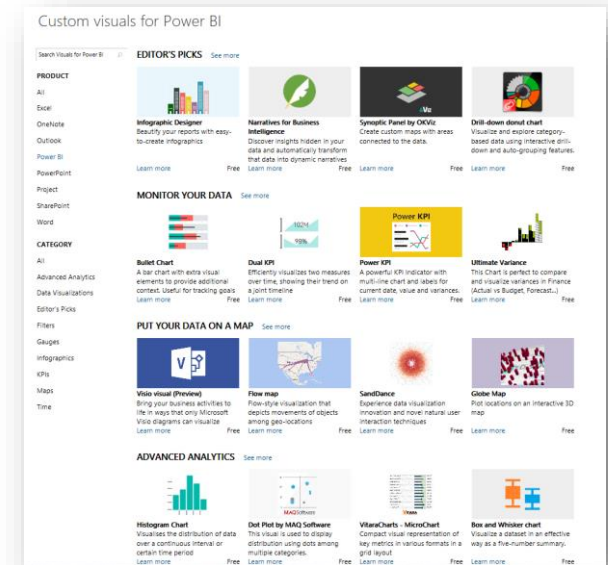 Custom visuals for Power BI
Search Visuals for Power BI
PRODUCT
All
Excel
OneNote
Outlook
Power BI
PowerPoint
Project
SharePoint
Word
CATEGORY
All
Advanced Analytics
Data Visualizations
Editor's Picks
Filters
Gauges
Infographics
KPIs
Maps
Time
EDITOR'S PICKS See more
Infographic Designer
Beautify your reports with easy-
to-create infographics
Learn more Free
Narratives for Business
Intelligence
Discover insights hidden in your
data and automatically transform
that data into dynamic narratives
Learn more Free
Synoptic Panel by OKViz
Create custom maps with areas
connected to the data.
Learn more Free
Drill-down donut chart
Visualize and explore category-
based data using interactive drill-
down and auto-grouping features.
Learn more Free
MONITOR YOUR DATA See more
Bullet Chart
A bar chart with extra visual
elements to provide additional
context. Useful for tracking goals
Learn more Free
102%
98%
Dual KPI
Efficiently visualizes two measures
over time, showing their trend on
a joint timeline
Learn more Free
Power KPI
Power KPI
A powerful KPI Indicator with
multi-line chart and labels for
current date, value and variances.
Learn more Free
Ultimate Variance
This Chart is perfect to compare
and visualize variances in Finance
(Actual vs Budget, Forecast...)
Learn more Free
PUT YOUR DATA ON A MAP See more
V
Visio visual (Preview)
Bring your business activities to
life in ways that only Microsoft
Visio diagrams can visualize
Learn more Free
Flow map
Flow-style visualization that
depicts movements of objects
among geo-locations
Learn more Free
SandDance
Experience data visualization
innovation and novel natural user
interaction techniques
Learn more Free
Globe Map
Plot locations on an interactive 3D
map
Learn more Free
ADVANCED ANALYTICS See more
Histogram Chart
Visualises the distribution of data
over a continuous interval or
certain time period
Learn more Free
MAQSoftware
Dot Plot by MAQ Software
This visual is used to display
distribution using dots among
multiple categories.
Learn more Free
VitaraCharts - MicroChart
Compact visual representation of
key metrics in various formats in a
grid layout
Learn more Free
Box and Whisker chart
Visualize a dataset in an effective
way as a five-number summary.
Learn more Free